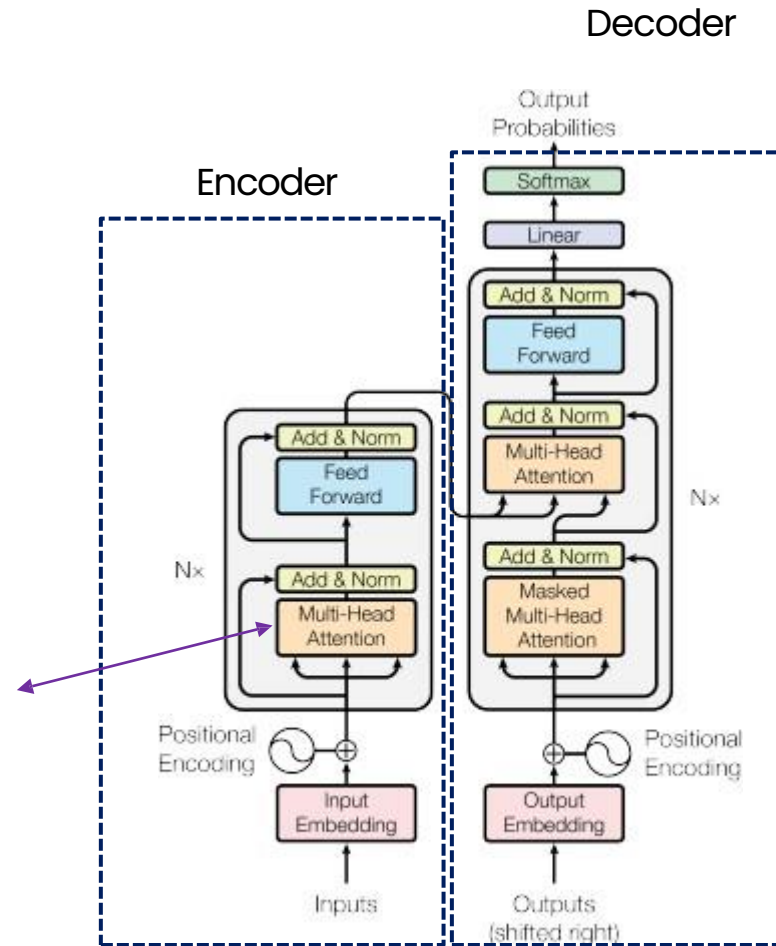 Decoder
Output
Probabilities
Softmax
Linear
Add & Norm
Feed
Forward
Add & Norm
Multi-Head
Attention
Nx
Add & Norm
Masked
Multi-Head
Attention
Positional
Encoding
Output
Embedding
Outputs
(shifted right)
Encoder
Add & Norm
Feed
Forward
Nx
Add & Norm
Multi-Head
Attention
Positional
Encoding
Input
Embedding
Inputs